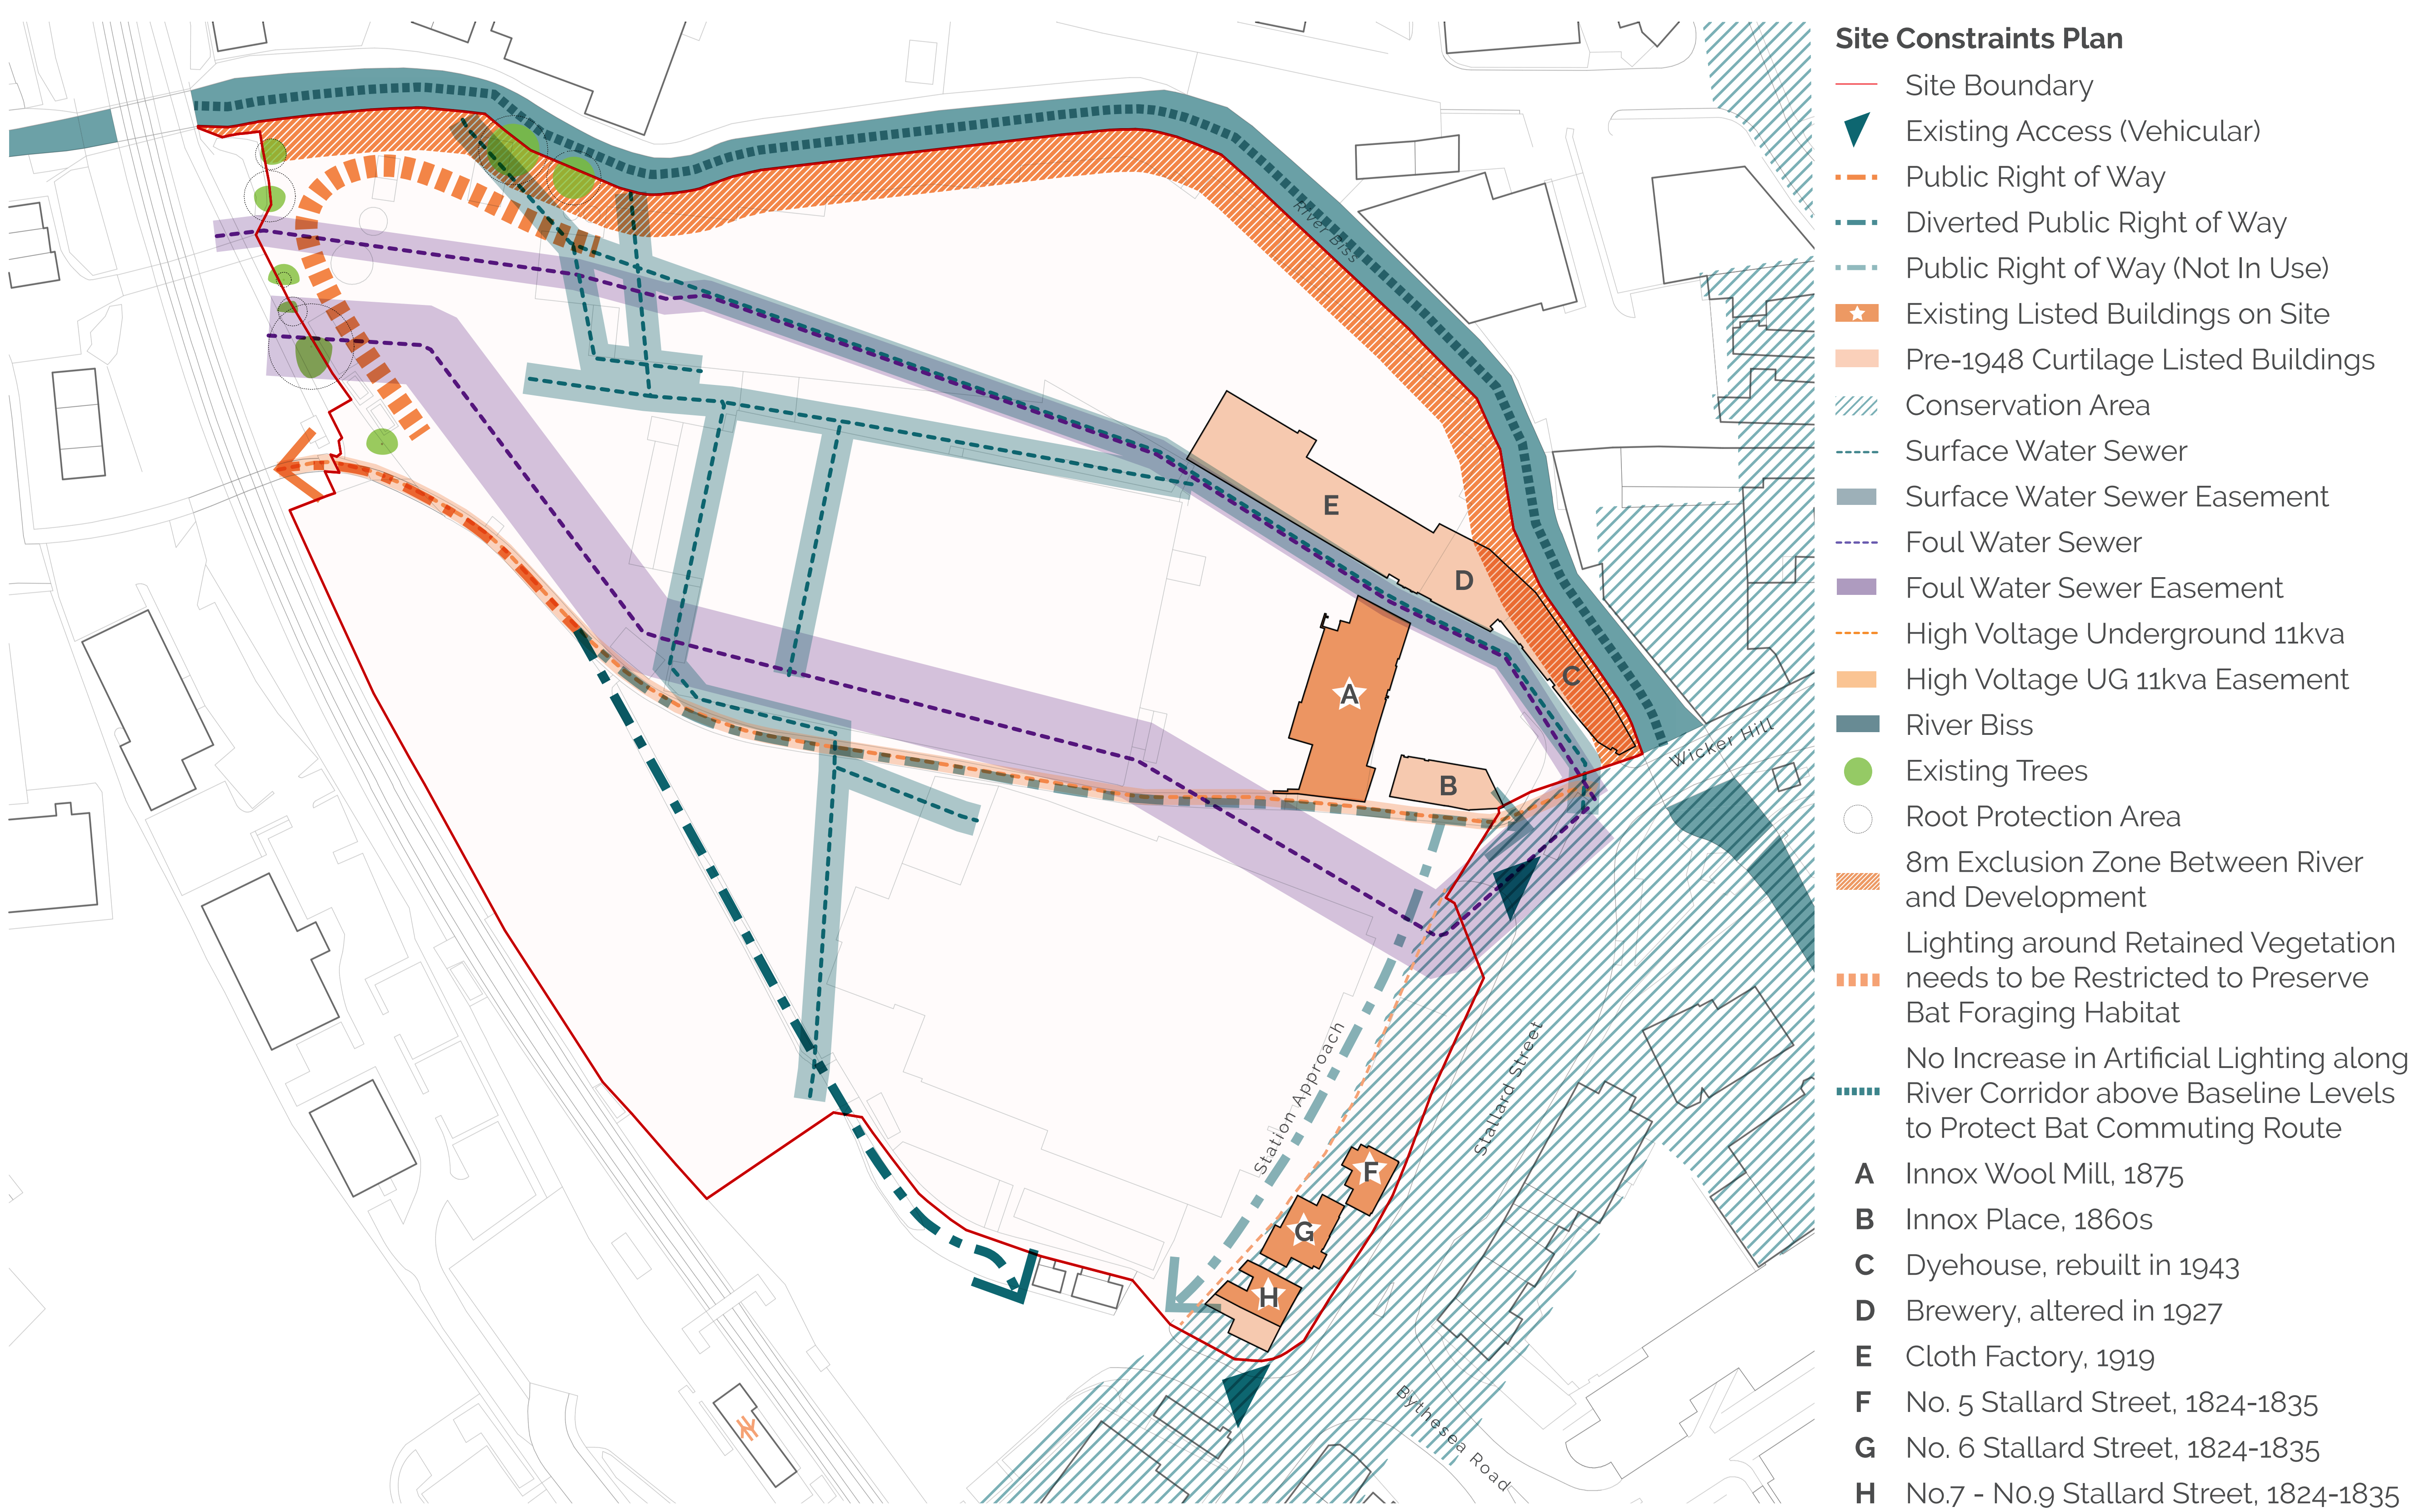 River Biss
E
D
C
A
B
Wicker Hill
Station Approach
Stallard Street
F
G
H
Bythesea Road
Site Constraints Plan
Site Boundary
Existing Access (Vehicular)
Public Right of Way
Diverted Public Right of Way
Public Right of Way (Not In Use)
Existing Listed Buildings on Site
Pre-1948 Curtilage Listed Buildings
Conservation Area
Surface Water Sewer
Surface Water Sewer Easement
Foul Water Sewer
Foul Water Sewer Easement
High Voltage Underground 11kva
High Voltage UG 11kva Easement
River Biss
Existing Trees
Root Protection Area
8m Exclusion Zone Between River
and Development
Lighting around Retained Vegetation
needs to be Restricted to Preserve
Bat Foraging Habitat
No Increase in Artificial Lighting along
River Corridor above Baseline Levels
to Protect Bat Commuting Route
A Innox Wool Mill, 1875
B Innox Place, 1860s
C Dyehouse, rebuilt in 1943
D Brewery, altered in 1927
E Cloth Factory, 1919
F No. 5 Stallard Street, 1824-1835
G No. 6 Stallard Street, 1824-1835
H No.7 - N0.9 Stallard Street, 1824-1835